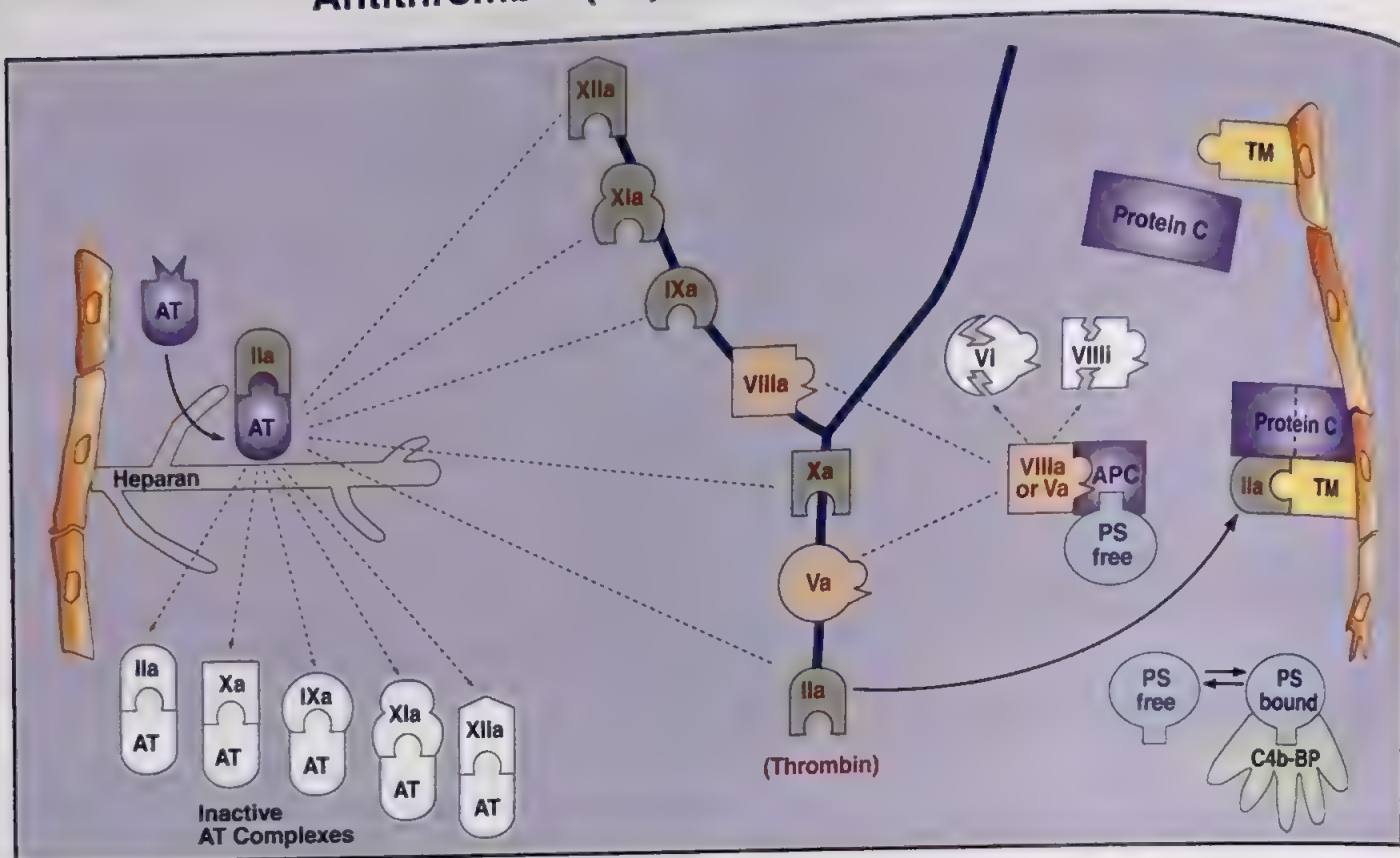 XIIa
XIa
IXa
VIIIa
Xa
Va
IIa
(Thrombin)
AT
IIa
AT
Heparan
IIa
AT
Xa
AT
IXa
AT
XIa
AT
XIIa
AT
Inactive
AT Complexes
TM
Protein C
Vi
VIIIi
VIIIa
or Va
APC
PS
free
Protein C
IIa
TM
PS
free
PS
bound
C4b-BP